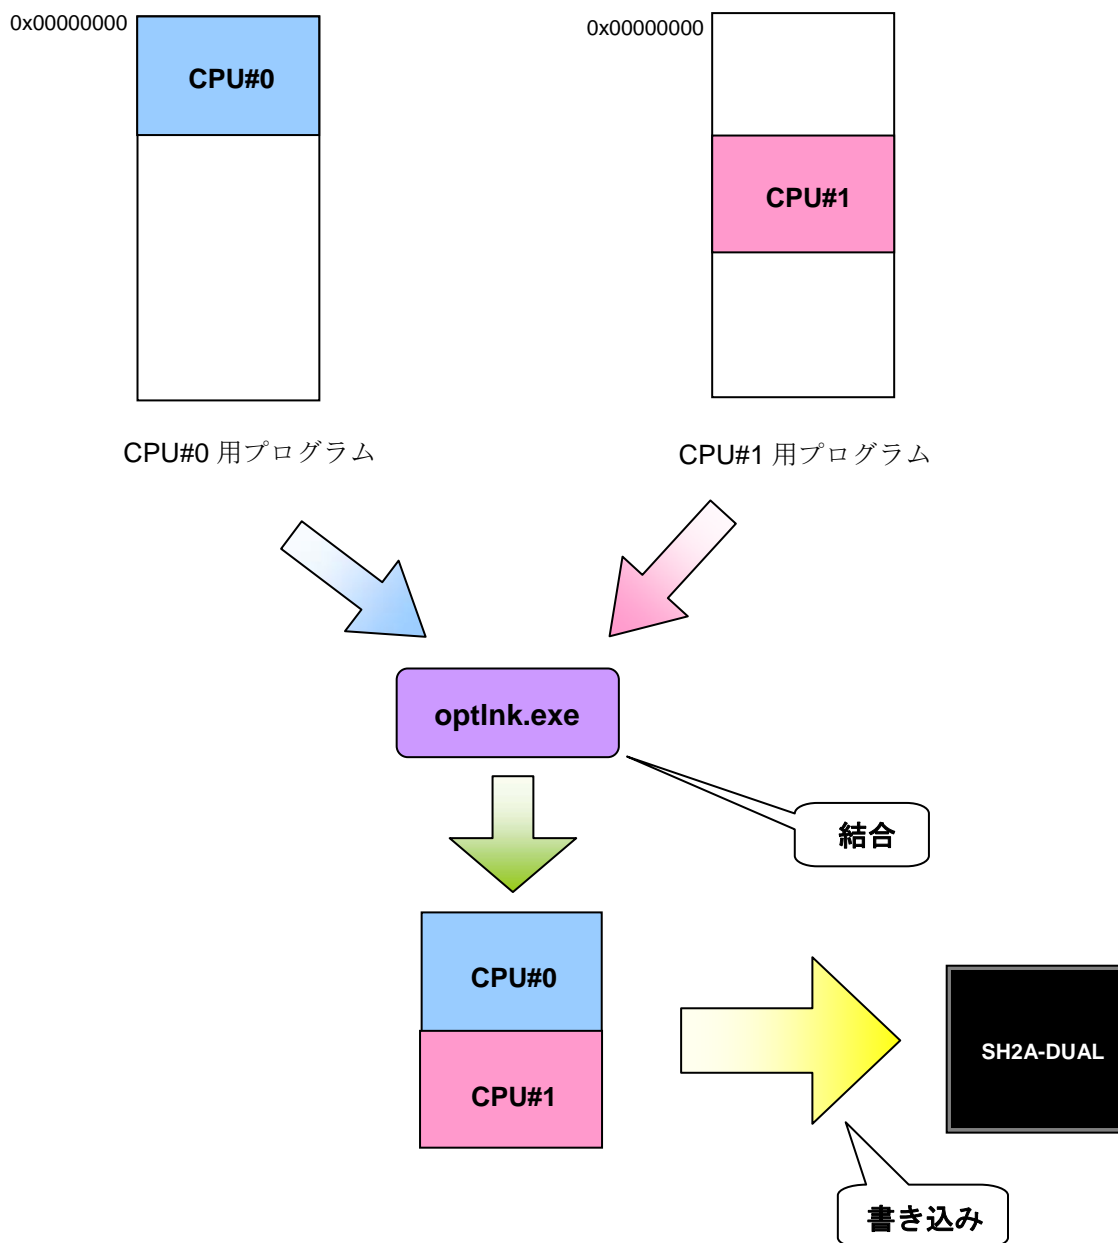 0x00000000
CPU#0
0x00000000
CPU#1
CPU#0 用プログラム
CPU#1 用プログラム
optlnk.exe
結合
CPU#0
CPU#1
SH2A-DUAL
書き込み